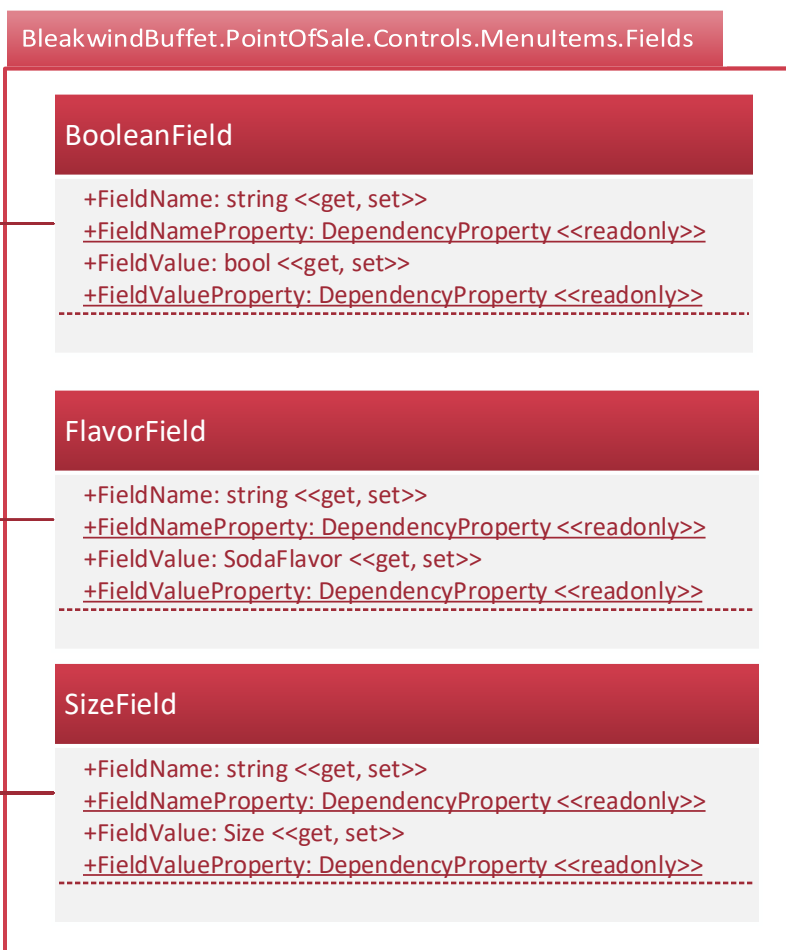 BleakwindBuffet.PointOfSale.Controls.MenuItems.Fields
BooleanField
+FieldName: string <<get, set>>
+FieldNameProperty: DependencyProperty <<readonly>>
+FieldValue: bool <<get, set>>
+FieldValueProperty: DependencyProperty <<readonly>>
FlavorField
+FieldName: string <<get, set>>
+FieldNameProperty: DependencyProperty <<readonly>>
+FieldValue: SodaFlavor <<get, set>>
+FieldValueProperty: DependencyProperty <<readonly>>
SizeField
+FieldName: string <<get, set>>
+FieldNameProperty: DependencyProperty <<readonly>>
+FieldValue: Size <<get, set>>
+FieldValueProperty: DependencyProperty <<readonly>>